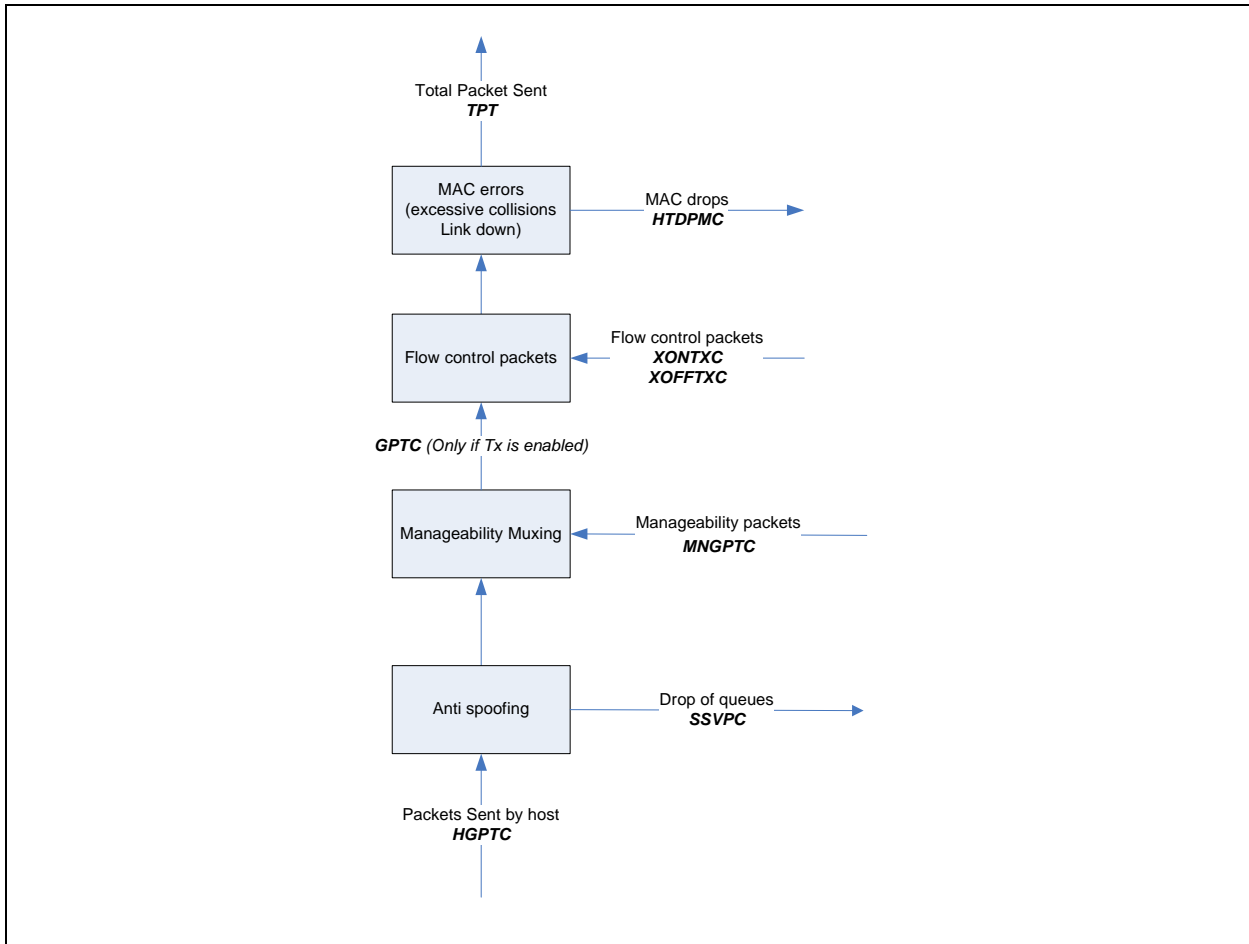 Total Packet Sent
TPT
MAC errors
(excessive collisions
Link down)
MAC drops
HTDPMC
Flow control packets
Flow control packets
XONTXC
XOFFTXC
GPTC (Only if Tx is enabled)
Manageability Muxing
Manageability packets
MNGPTC
Anti spoofing
Drop of queues
SSVPC
Packets Sent by host
HGPTC